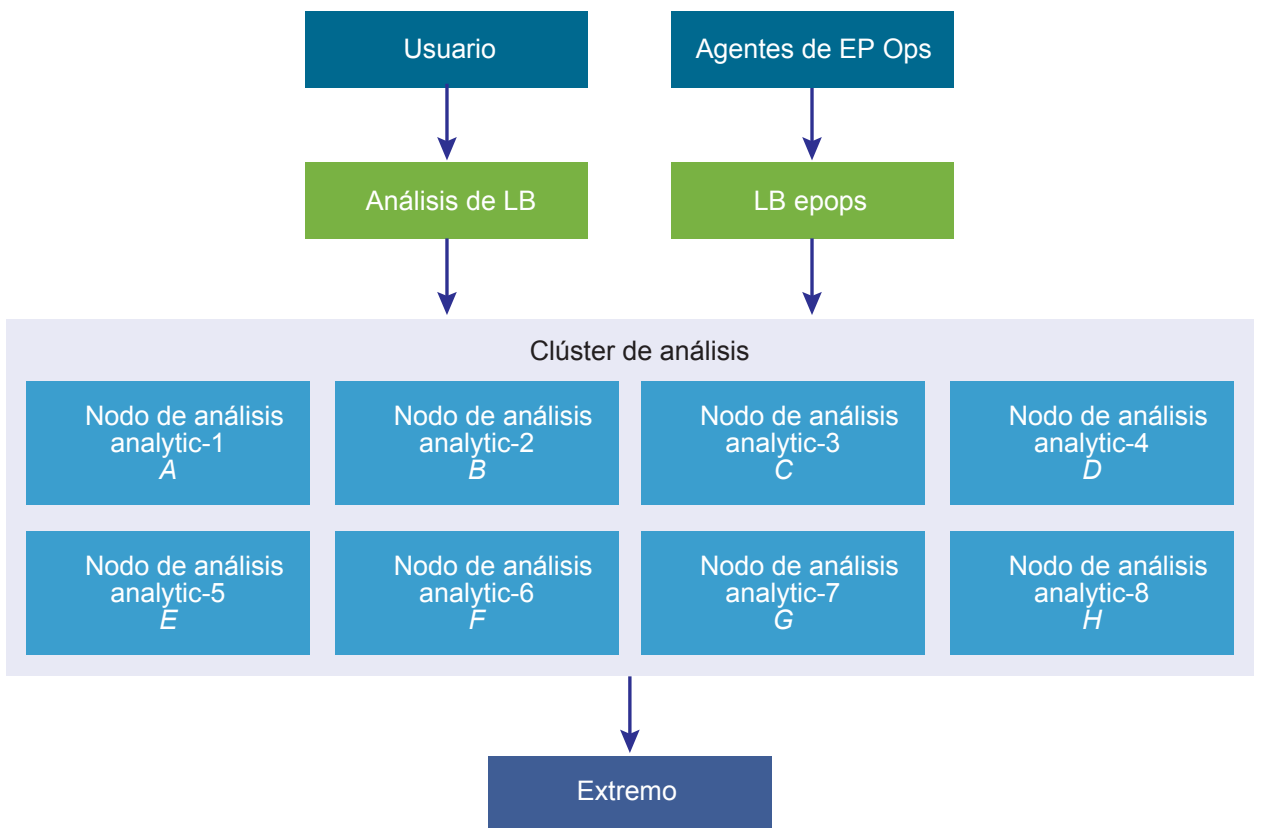 Usuario
Agentes de EP Ops
Análisis de LB
LB epops
Clúster de análisis
Nodo de análisis
analytic-1
A
Nodo de análisis
analytic-2
B
Nodo de análisis
analytic-3
C
Nodo de análisis
analytic-4
D
Nodo de análisis
analytic-5
E
Nodo de análisis
analytic-6
F
Nodo de análisis
analytic-7
G
Nodo de análisis
analytic-8
H
Extremo